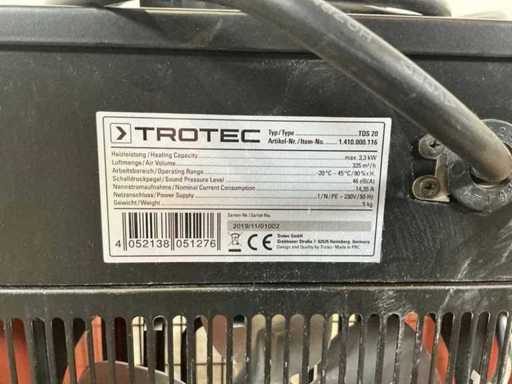 TROTEC
Typ/Type TDS 20
Artikel-Nr./Item-No. 1.410.000.116
Heizleistung / Heating Capacity max. 3,3 kW
Luftmenge / Air Volume 335 m³/h
Arbeitsbereich / Operating Range -20°C - 45°C/80% r.H.
Schalldruckpegel / Sound Pressure Level 46 dB(A)
Nennstromaufnahme / Nominal Current Consumption 14,35 A
Netzanschluss / Power Supply 1 / N / PE ~ 230V / 50 Hz
Gewicht / Weight 5 kg
Serien-Nr. / Serial-No.
2019/11/01002
4 052138 051276
CE
Trotec GmbH
Grebbener Straße 7 52525 Heinsberg, Germany
Design and Quality by Trotec Made in PRC